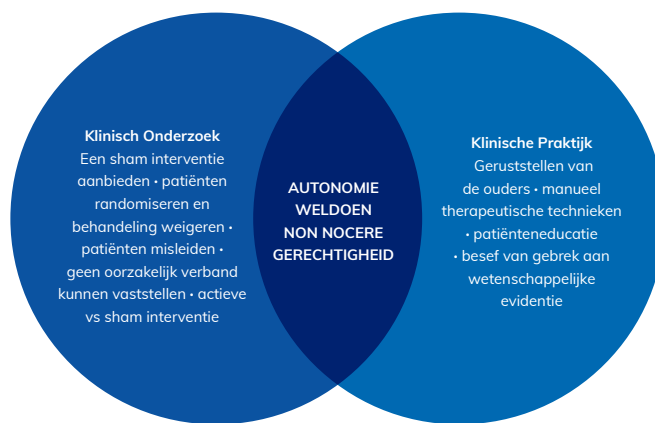 Klinisch Onderzoek
Een sham interventie
aanbieden • patiënten
randomiseren en
behandeling weigeren •
patiënten misleiden •
geen oorzakelijk verband
kunnen vaststellen • actieve
vs sham interventie
AUTONOMIE
WELDOEN
NON NOCERE
GERECHTIGHEID
Klinische Praktijk
Geruststellen van
de ouders • manueel
therapeutische technieken
• patiënteneducatie
• besef van gebrek aan
wetenschappelijke
evidentie